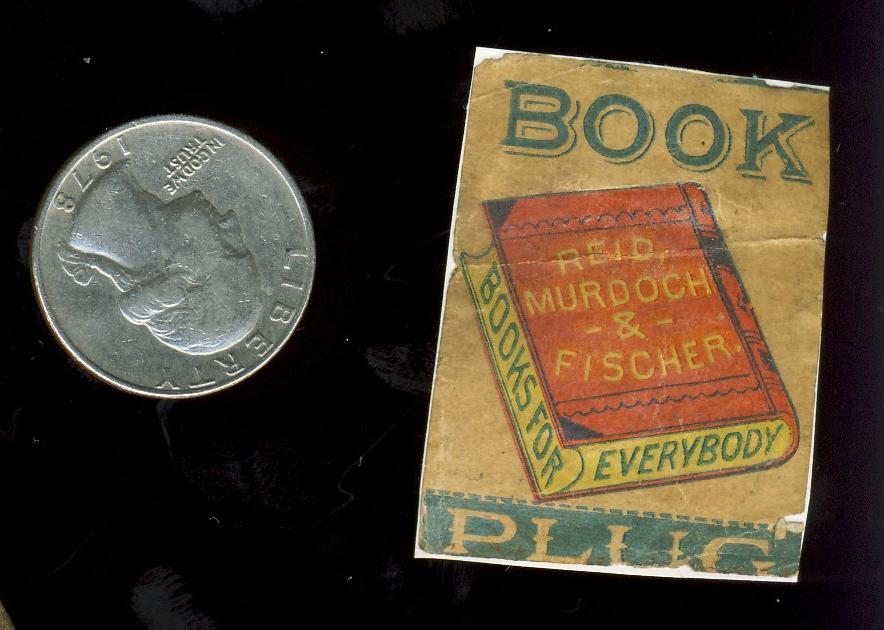 1978
IN GOD WE
TRUST
LIBERTY
BOOK
REID,
MURDOCH
- & -
FISCHER.
BOOKS FOR
EVERYBODY
PLUG